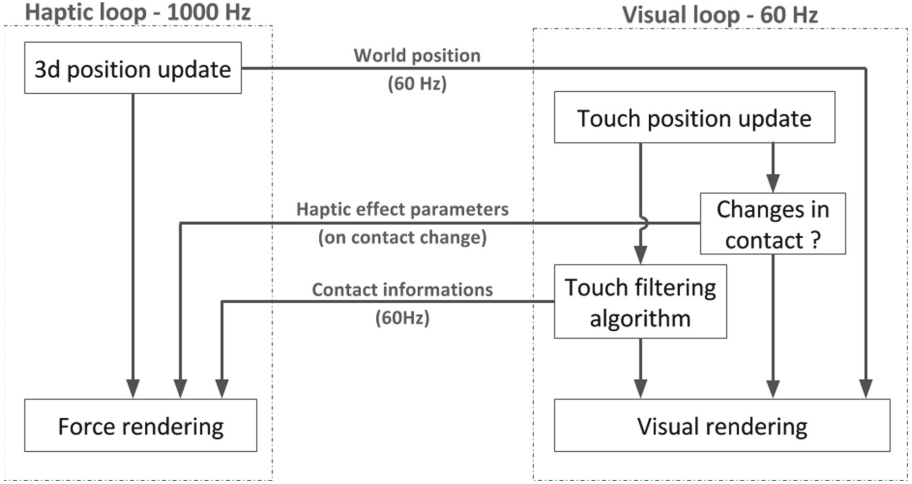 Haptic loop - 1000 Hz
Visual loop - 60 Hz
3d position update
World position
(60 Hz)
Touch position update
Haptic effect parameters
(on contact change)
Changes in
contact ?
Contact informations
(60Hz)
Touch filtering
algorithm
Force rendering
Visual rendering